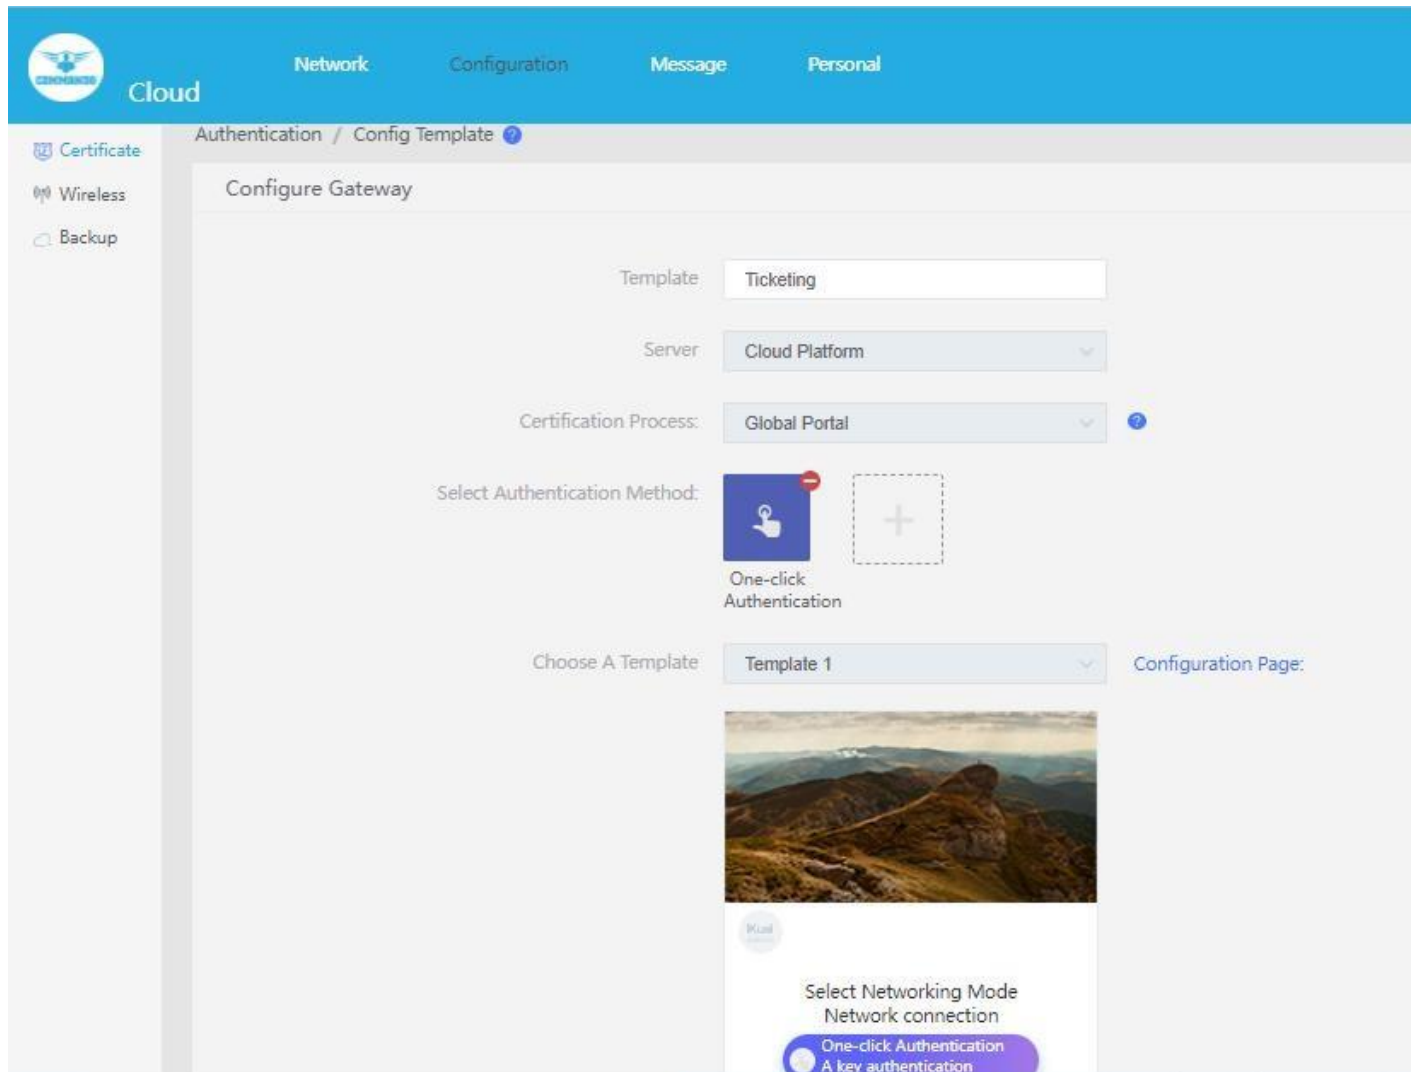 COMMANDO
Cloud
Network
Configuration
Message
Personal
Certificate
Wireless
Backup
Authentication / Config Template ?
Configure Gateway
Template
Ticketing
Server
Cloud Platform
Certification Process:
Global Portal
?
Select Authentication Method:
One-click
Authentication
Choose A Template
Template 1
Configuration Page:
Select Networking Mode
Network connection
One-click Authentication
A key authentication